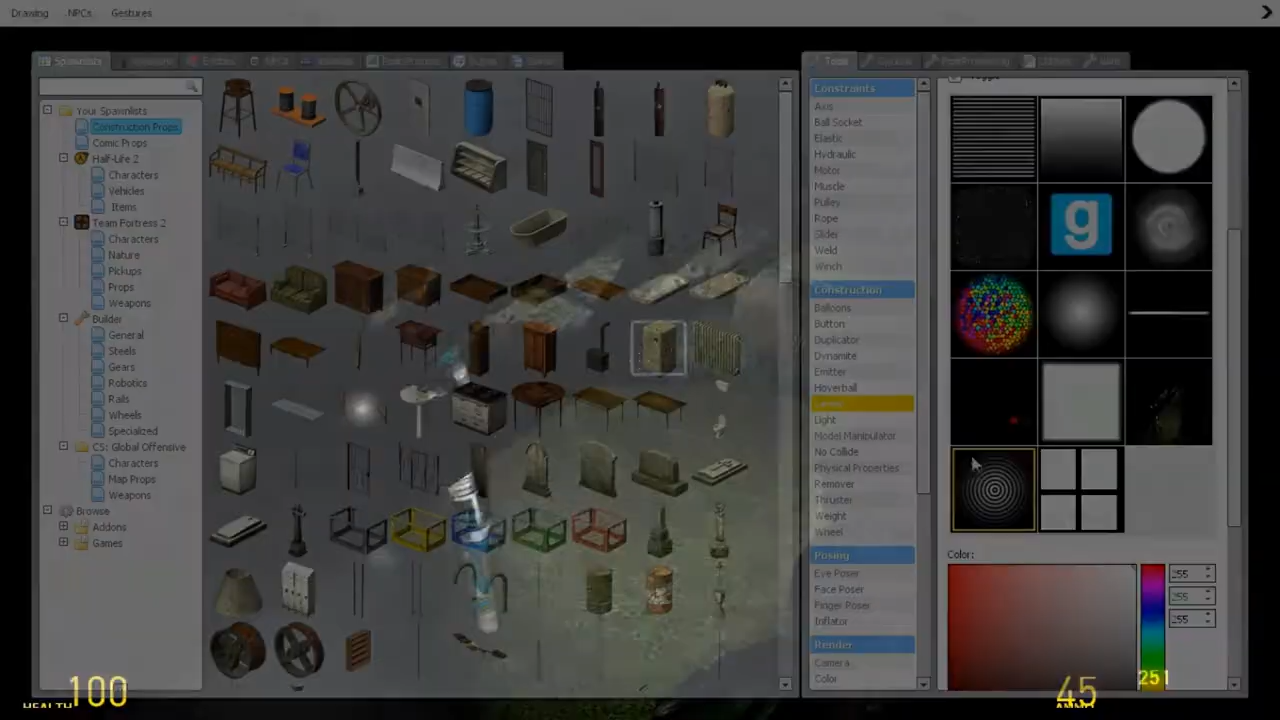 Drawing NPCs Gestures
Spawnlists
Tools
Your Spawnlists
Construction Props
Comic Props
Half-Life 2
Characters
Vehicles
Items
Team Fortress 2
Characters
Nature
Pickups
Props
Weapons
Builder
General
Steels
Gears
Robotics
Rails
Wheels
Specialized
CS: Global Offensive
Characters
Map Props
Weapons
Browse
Addons
Games
Constraints
Axis
Ball Socket
Elastic
Hydraulic
Motor
Muscle
Pulley
Rope
Slider
Weld
Winch
Construction
Balloons
Button
Duplicator
Dynamite
Emitter
Hoverball
Light
Model Manipulator
No Collide
Physical Properties
Remover
Thruster
Weight
Wheel
Posing
Eye Poser
Face Poser
Finger Poser
Inflator
Render
Camera
Color
g
Color:
255
255
255
HEALTH 100
AMMO 45 251